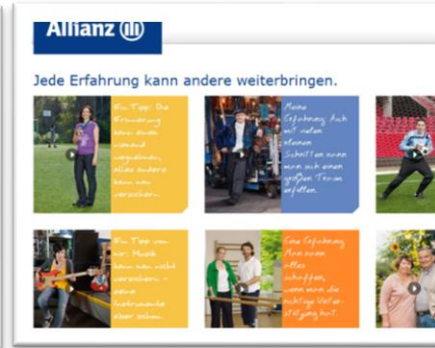 Allianz
Jede Erfahrung kann andere weiterbringen.
Ein Tipp: Die
Erinnerung
kann einem
niemand
wegnehmen,
alles andere
kann man
versichern.
Meine
Erfahrung: Auch
mit vielen
kleinen
Schritten kann
man sich einen
großen Traum
erfüllen.
Ein Tipp von
mir: Musik
kann man nicht
versichern –
seine
Instrumente
aber schon.
Eine Erfahrung:
Man kann
alles
schaffen,
wenn man die
richtige Unter-
stützung hat.